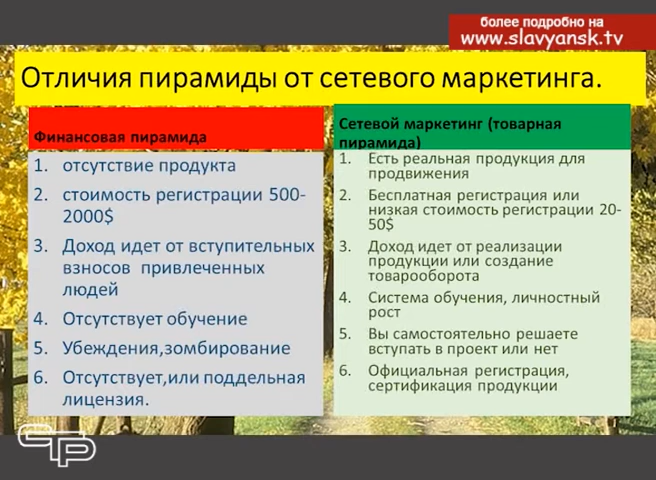 более подробно на
www.slavyansk.tv
Отличия пирамиды от сетевого маркетинга.
Финансовая пирамида
1. отсутствие продукта
2. стоимость регистрации 500-
2000$
3. Доход идет от вступительных
взносов привлеченных
людей
4. Отсутствует обучение
5. Убеждения,зомбирование
6. Отсутствует,или поддельная
лицензия.
Сетевой маркетинг (товарная
пирамида)
1. Есть реальная продукция для
продвижения
2. Бесплатная регистрация или
низкая стоимость регистрации 20-
50$
3. Доход идет от реализации
продукции или создание
товарооборота
4. Система обучения, личностный
рост
5. Вы самостоятельно решаете
вступать в проект или нет
6. Официальная регистрация,
сертификация продукции